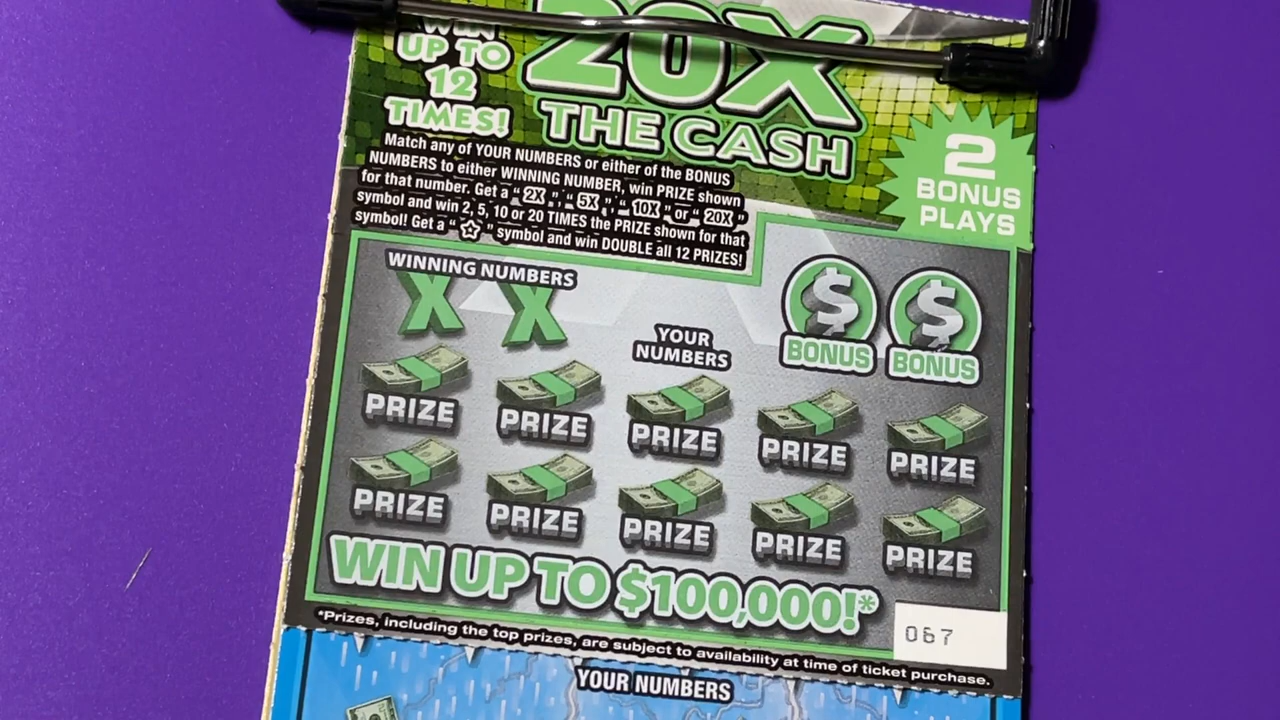 WIN
UP TO
12
TIMES!
20X
THE CASH
2
BONUS
PLAYS
Match any of YOUR NUMBERS or either of the BONUS
NUMBERS to either WINNING NUMBER, win PRIZE shown
for that number. Get a "2X", "5X", "10X" or "20X"
symbol and win 2, 5, 10 or 20 TIMES the PRIZE shown for that
symbol! Get a "☆" symbol and win DOUBLE all 12 PRIZES!
WINNING NUMBERS
X X
YOUR
NUMBERS
$ $
BONUS BONUS
PRIZE PRIZE PRIZE PRIZE PRIZE
PRIZE PRIZE PRIZE PRIZE PRIZE
WIN UP TO $100,000!*
067
*Prizes, including the top prizes, are subject to availability at time of ticket purchase.
YOUR NUMBERS